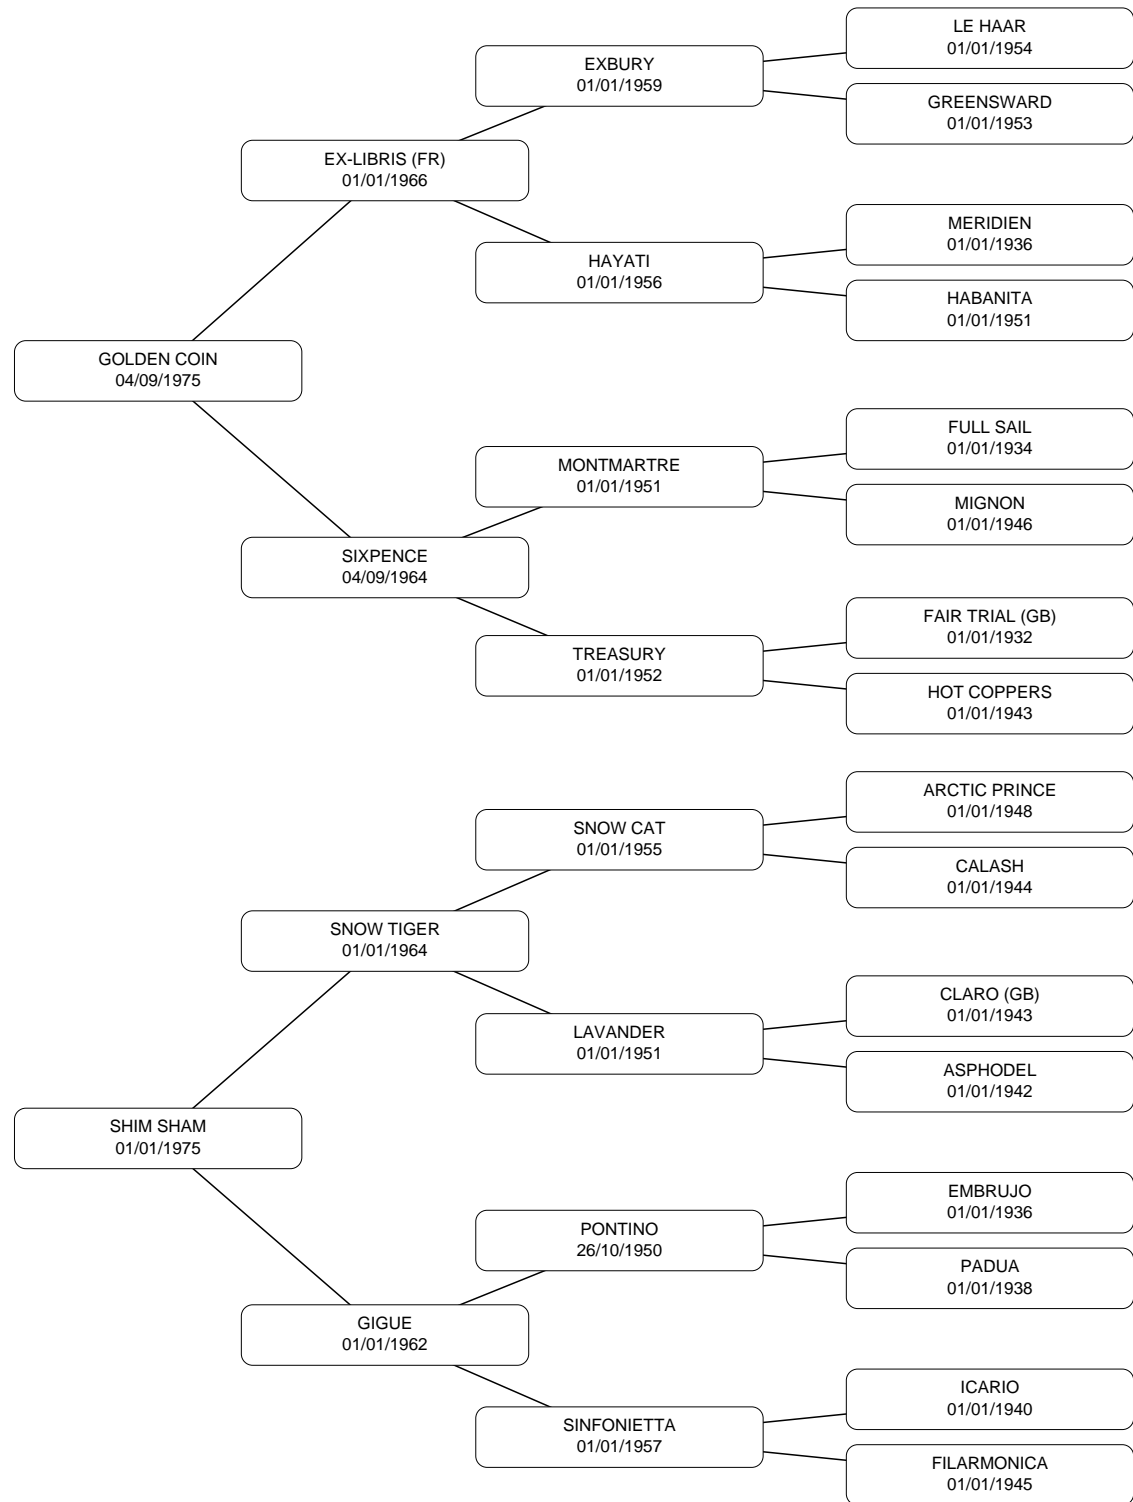 LE HAAR
01/01/1954
EXBURY
01/01/1959
GREENSWARD
01/01/1953
EX-LIBRIS (FR)
01/01/1966
MERIDIEN
01/01/1936
HAYATI
01/01/1956
HABANITA
01/01/1951
GOLDEN COIN
04/09/1975
FULL SAIL
01/01/1934
MONTMARTRE
01/01/1951
MIGNON
01/01/1946
SIXPENCE
04/09/1964
FAIR TRIAL (GB)
01/01/1932
TREASURY
01/01/1952
HOT COPPERS
01/01/1943
ARCTIC PRINCE
01/01/1948
SNOW CAT
01/01/1955
CALASH
01/01/1944
SNOW TIGER
01/01/1964
CLARO (GB)
01/01/1943
LAVANDER
01/01/1951
ASPHODEL
01/01/1942
SHIM SHAM
01/01/1975
EMBRUJO
01/01/1936
PONTINO
26/10/1950
PADUA
01/01/1938
GIGUE
01/01/1962
ICARIO
01/01/1940
SINFONIETTA
01/01/1957
FILARMONICA
01/01/1945